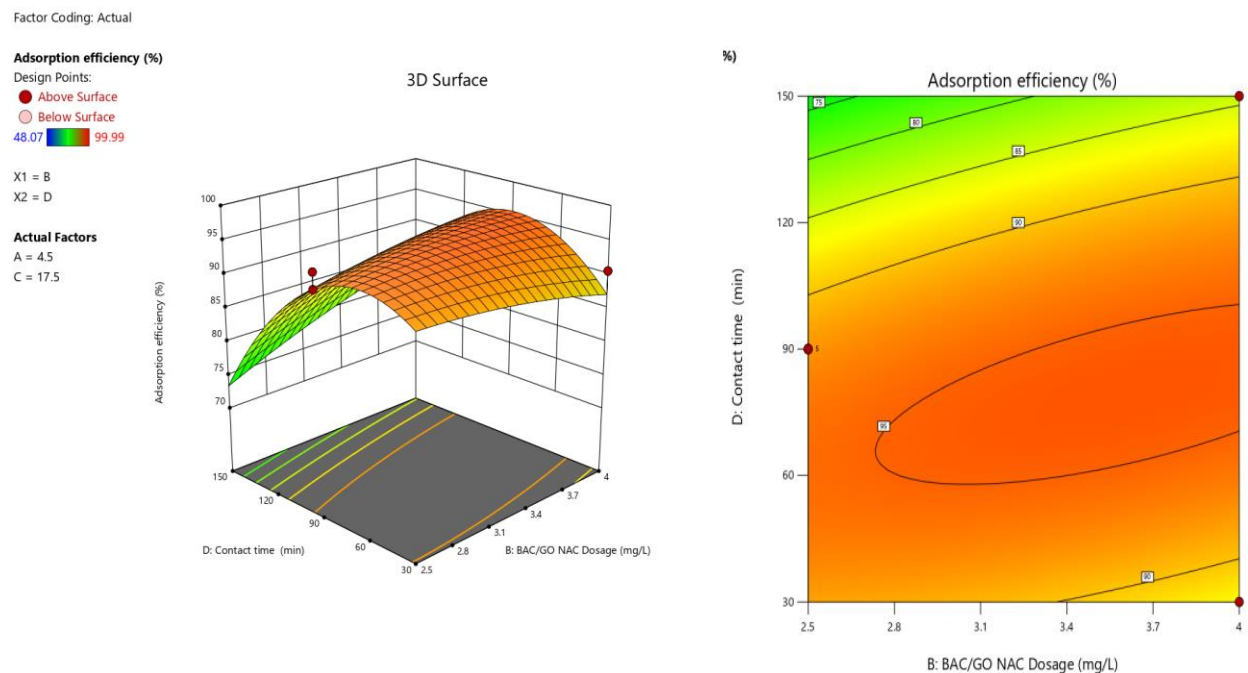 Factor Coding: Actual
Adsorption efficiency (%)
Design Points:
Above Surface
Below Surface
48.07 99.99
X1 = B
X2 = D
Actual Factors
A = 4.5
C = 17.5
3D Surface
100
95
90
85
80
75
70
Adsorption efficiency (%)
150
120
90
60
30
D: Contact time (min)
2.5
2.8
3.1
3.4
3.7
4
B: BAC/GO NAC Dosage (mg/L)
%)
Adsorption efficiency (%)
150
120
90
60
30
D: Contact time (min)
75
80
85
90
5
95
90
2.5 2.8 3.1 3.4 3.7 4
B: BAC/GO NAC Dosage (mg/L)